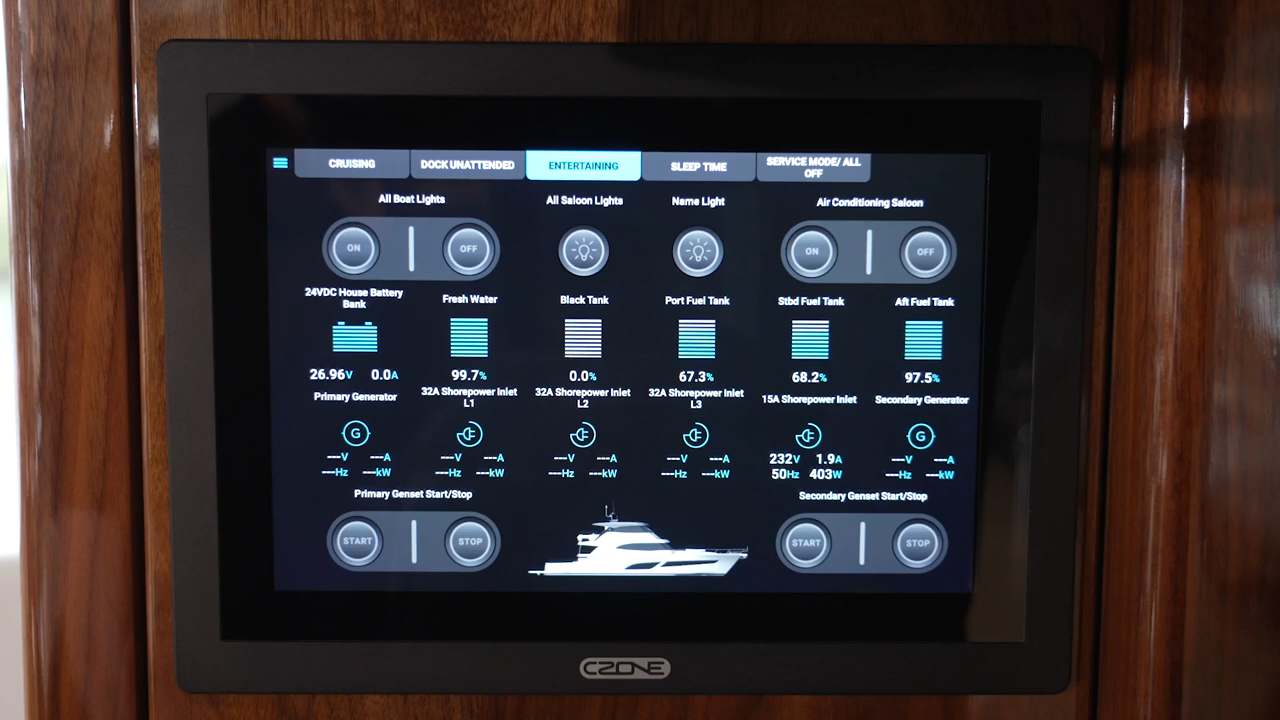 CRUISING
DOCK UNATTENDED
ENTERTAINING
SLEEP TIME
SERVICE MODE/ ALL
OFF
All Boat Lights
All Saloon Lights
Name Light
Air Conditioning Saloon
ON
OFF
ON
OFF
24VDC House Battery
Bank
Fresh Water
Black Tank
Port Fuel Tank
Stbd Fuel Tank
Aft Fuel Tank
26.96V 0.0A
99.7%
0.0%
67.3%
68.2%
97.5%
Primary Generator
32A Shorepower Inlet
L1
32A Shorepower Inlet
L2
32A Shorepower Inlet
L3
15A Shorepower Inlet
Secondary Generator
G
G
---V ---A
---Hz ---kW
---V ---A
---Hz ---kW
---V ---A
---Hz ---kW
---V ---A
---Hz ---kW
232V 1.9A
50Hz 403W
---V ---A
---Hz ---kW
Primary Genset Start/Stop
Secondary Genset Start/Stop
START
STOP
START
STOP
CZONE